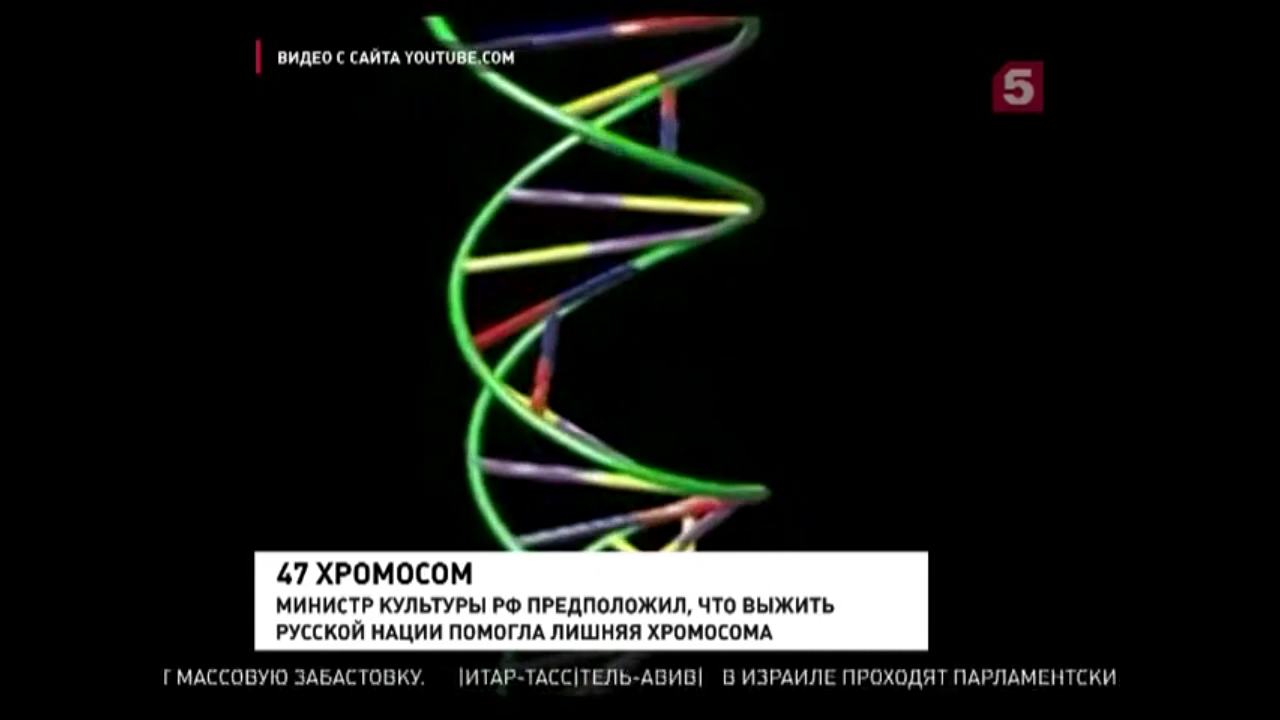 ВИДЕО С САЙТА YOUTUBE.COM
5
47 ХРОМОСОМ
МИНИСТР КУЛЬТУРЫ РФ ПРЕДПОЛОЖИЛ, ЧТО ВЫЖИТЬ
РУССКОЙ НАЦИИ ПОМОГЛА ЛИШНЯЯ ХРОМОСОМА
Т МАССОВУЮ ЗАБАСТОВКУ. |ИТАР-ТАСС|ТЕЛЬ-АВИВ| В ИЗРАИЛЕ ПРОХОДЯТ ПАРЛАМЕНТСКИ